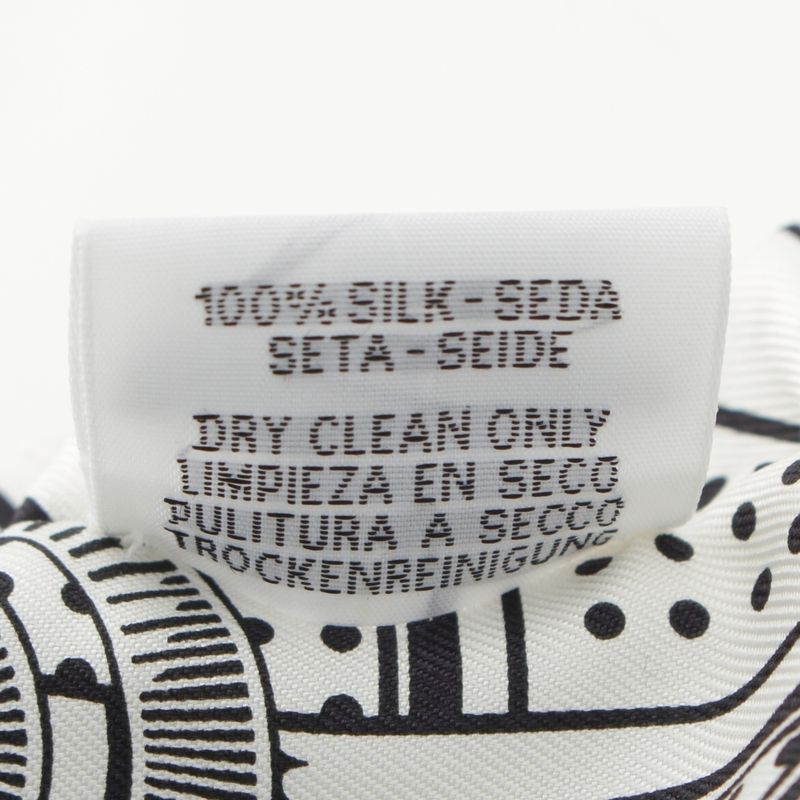 100% SILK - SEDA
SETA - SEIDE
DRY CLEAN ONLY
LIMPIEZA EN SECO
PULITURA A SECCO
TROCKENREINIGUNG